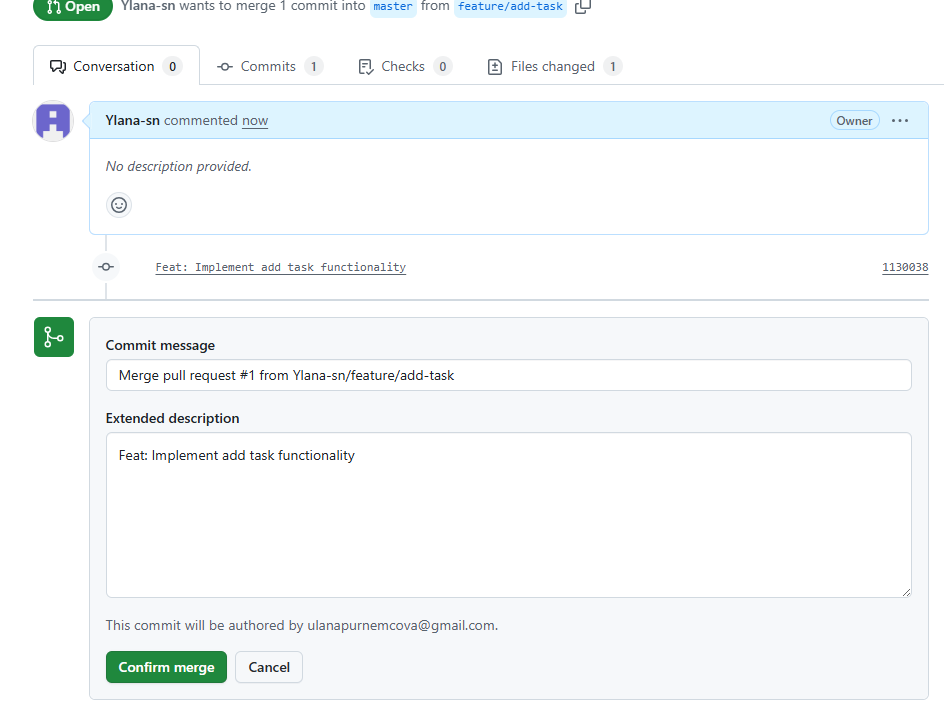 Open Ylana-sn wants to merge 1 commit into master from feature/add-task
Conversation 0 Commits 1 Checks 0 Files changed 1
Ylana-sn commented now Owner
No description provided.
Feat: Implement add task functionality 1130038
Commit message
Merge pull request #1 from Ylana-sn/feature/add-task
Extended description
Feat: Implement add task functionality
This commit will be authored by ulanapurnemcova@gmail.com.
Confirm merge Cancel